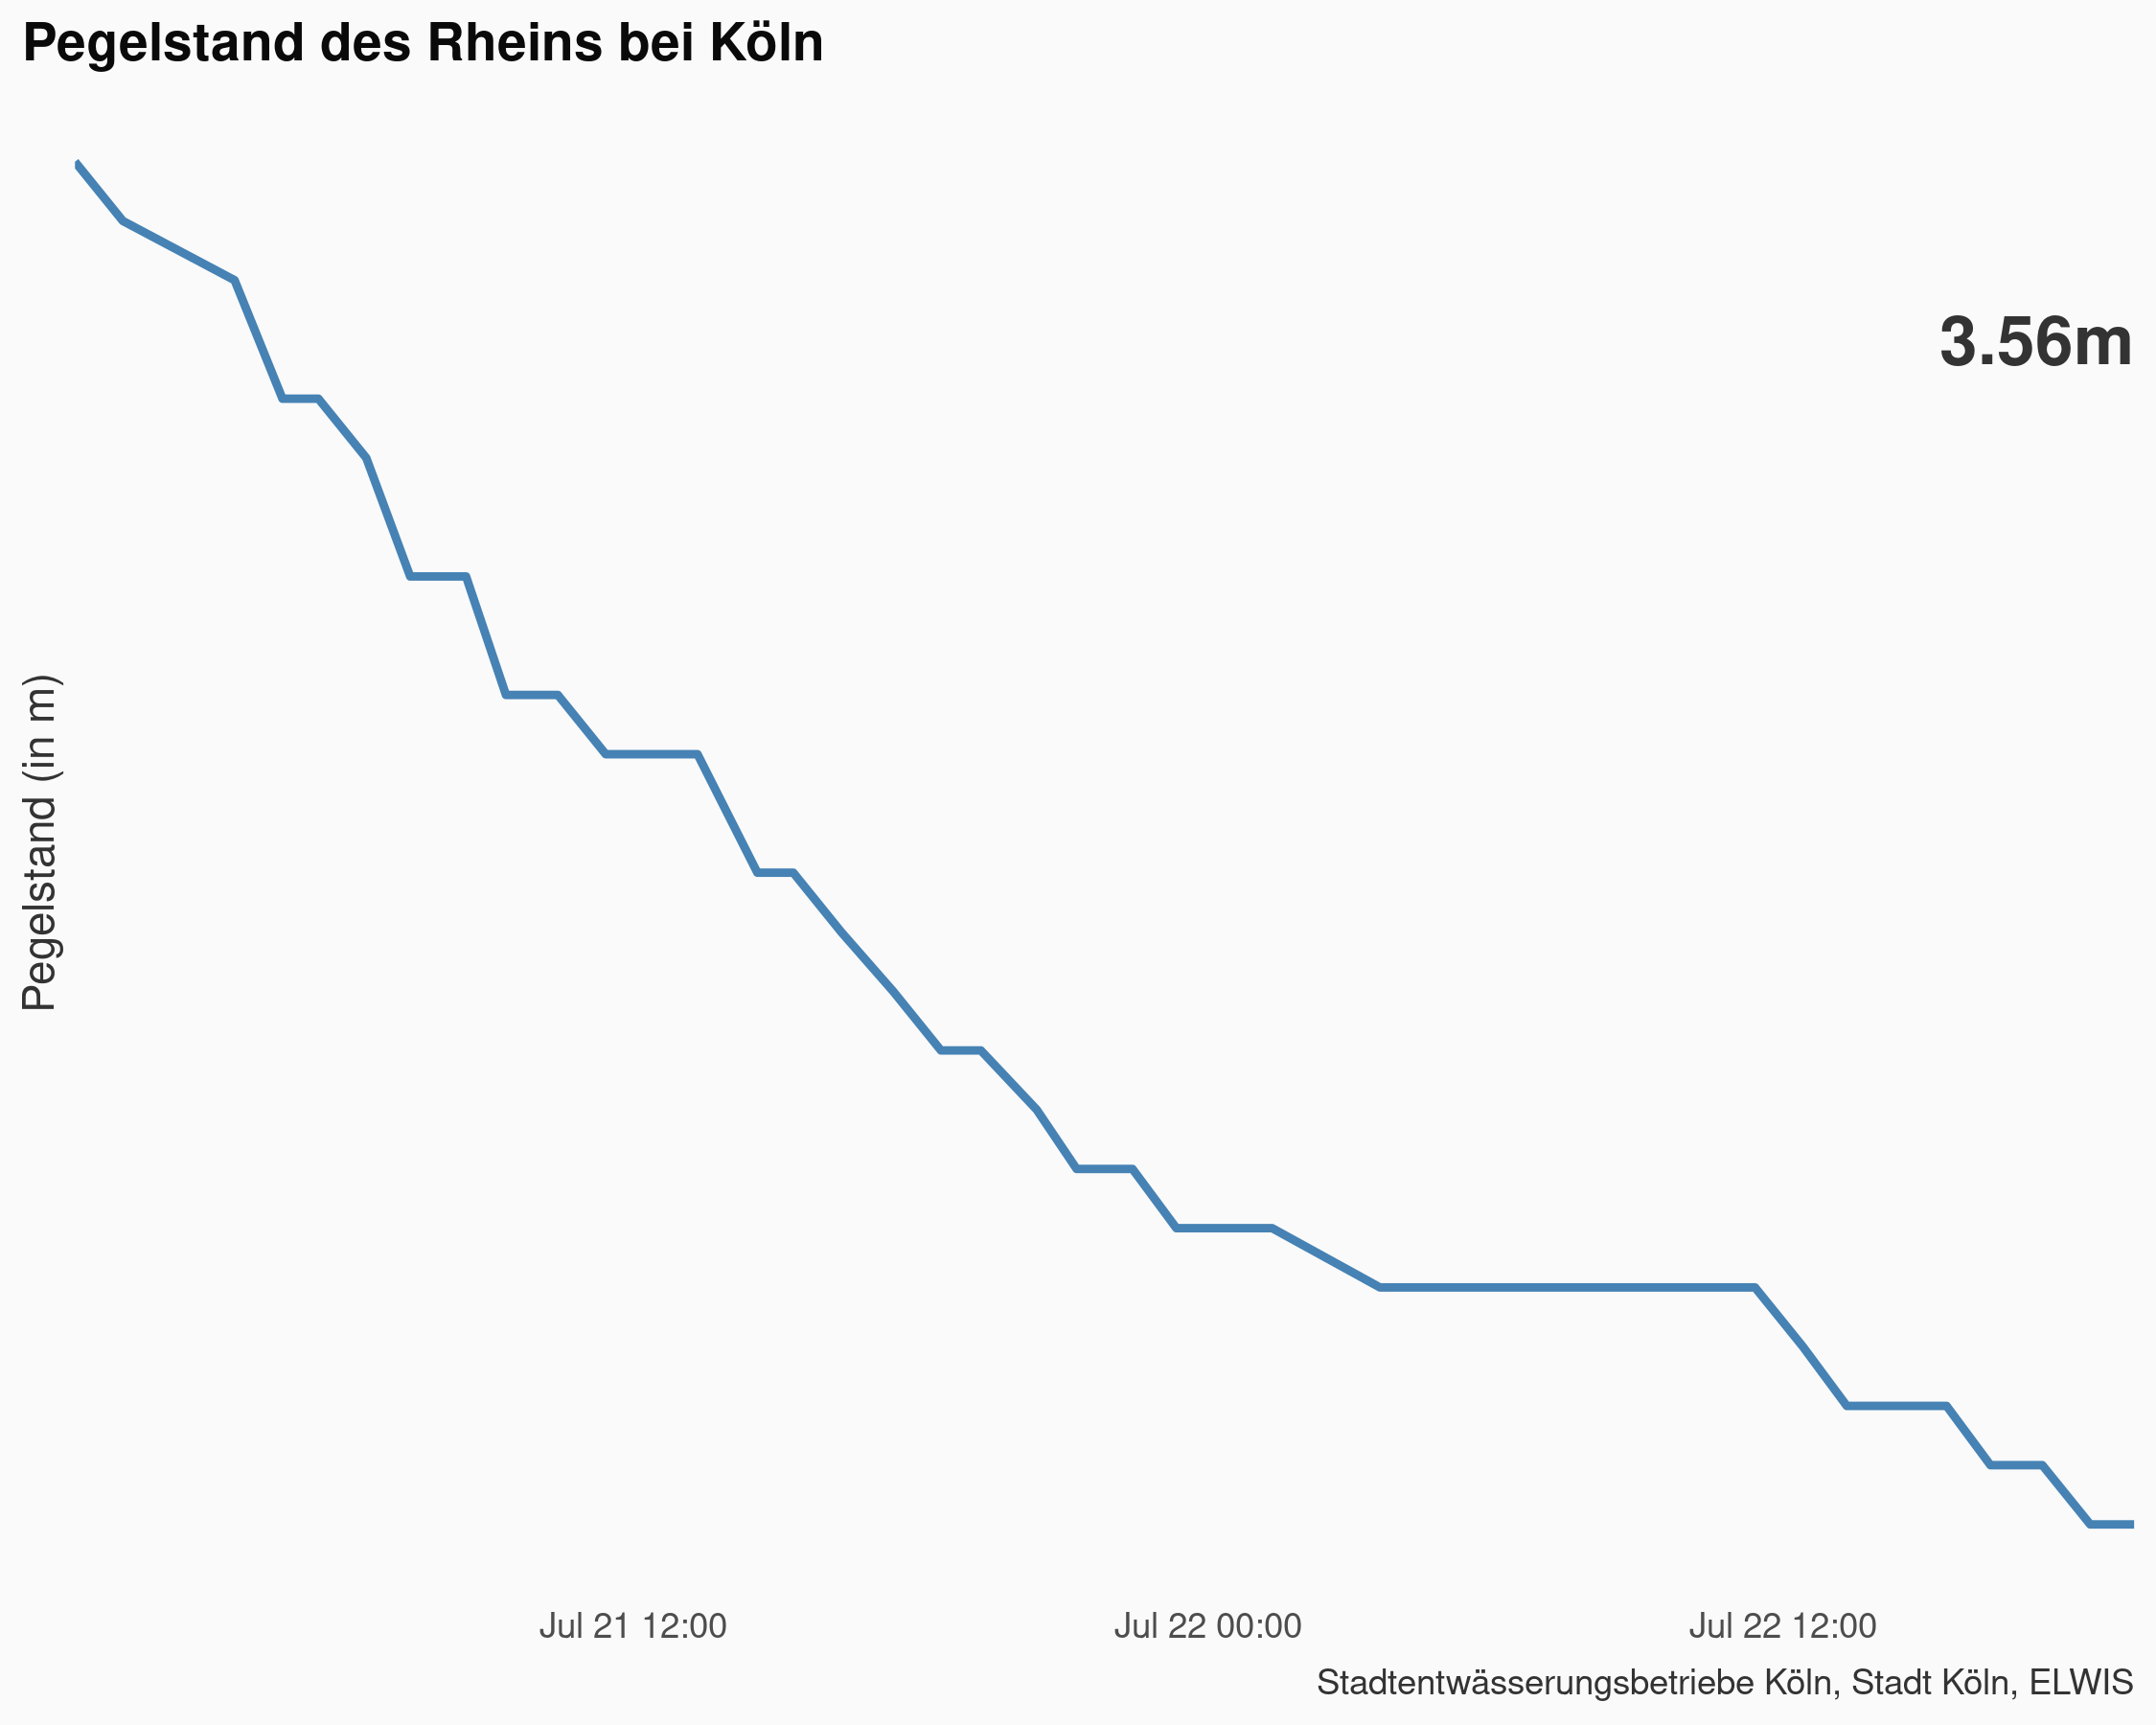 Pegelstand des Rheins bei Köln
3.56m
Pegelstand (in m)
Jul 21 12:00
Jul 22 00:00
Jul 22 12:00
Stadtentwässerungsbetriebe Köln, Stadt Köln, ELWIS